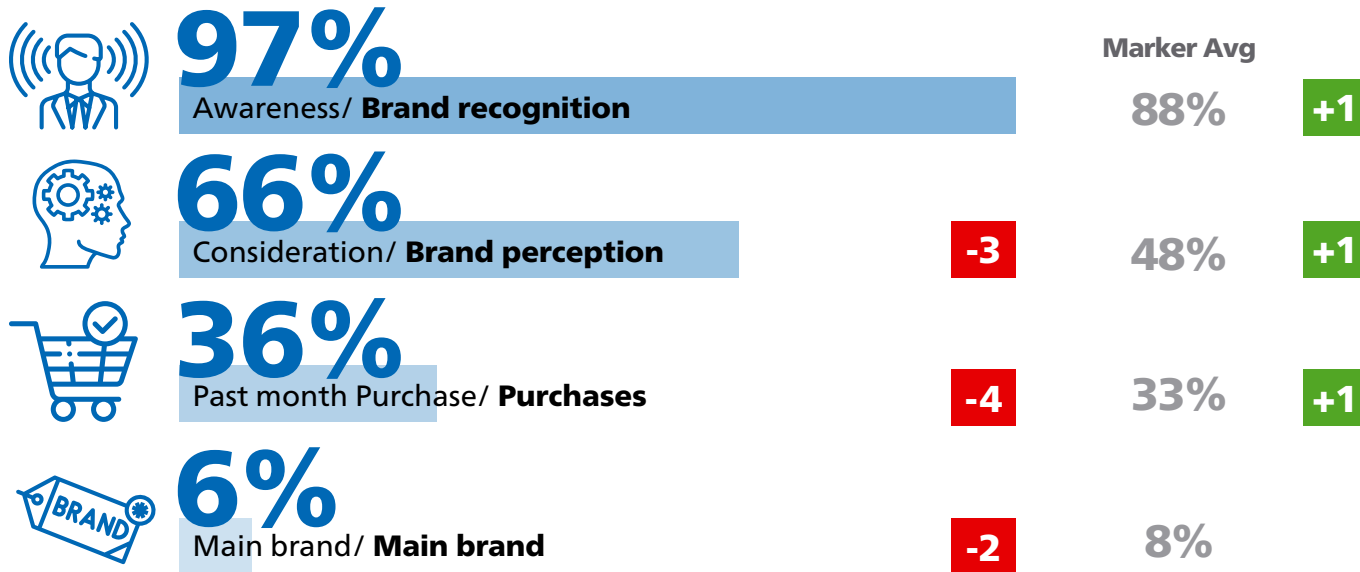 97%
Marker Avg
Awareness/ Brand recognition
88%
+1
66%
Consideration/ Brand perception
-3
48%
+1
36%
Past month Purchase/ Purchases
-4
33%
+1
BRAND
6%
Main brand/ Main brand
-2
8%